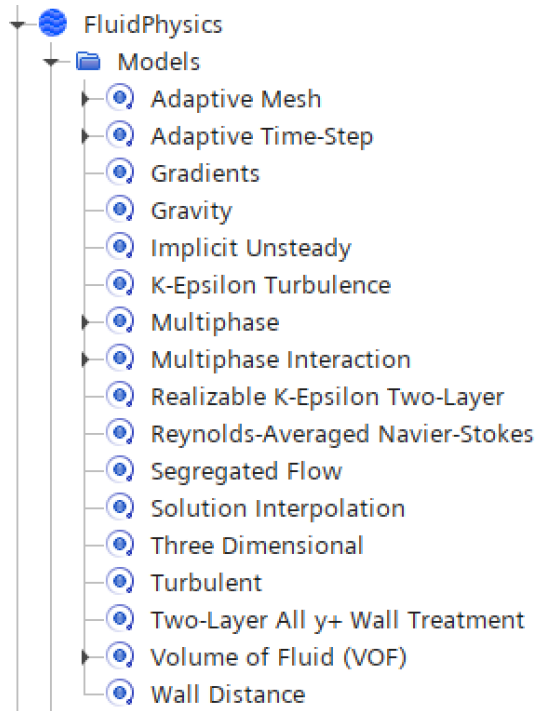 FluidPhysics
Models
Adaptive Mesh
Adaptive Time-Step
Gradients
Gravity
Implicit Unsteady
K-Epsilon Turbulence
Multiphase
Multiphase Interaction
Realizable K-Epsilon Two-Layer
Reynolds-Averaged Navier-Stokes
Segregated Flow
Solution Interpolation
Three Dimensional
Turbulent
Two-Layer All y+ Wall Treatment
Volume of Fluid (VOF)
Wall Distance